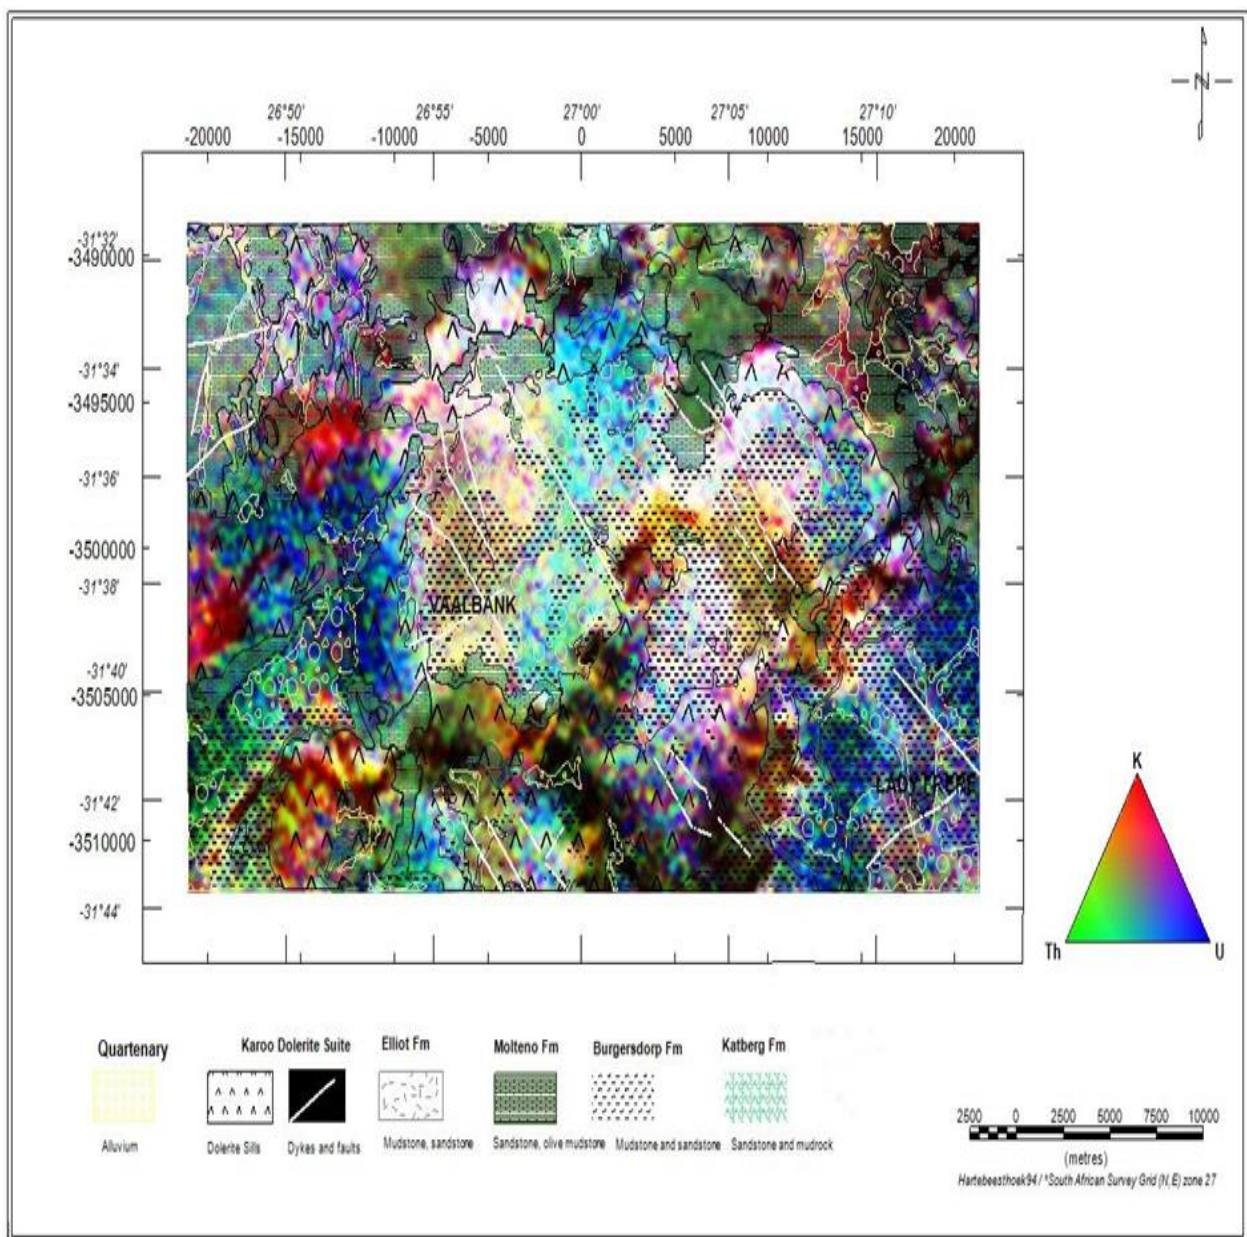 26°50' 26°55' 27°00' 27°05' 27°10'
-20000 -15000 -10000 -5000 0 5000 10000 15000 20000
-31°32'
-3490000
-31°34'
-3495000
-31°36'
-3500000
-31°38'
VAALBANK
-31°40'
-3505000
-31°42'
-3510000
-31°44'
N
K
Th U
Quartenary Karoo Dolerite Suite Elliot Fm Molteno Fm Burgersdorp Fm Katberg Fm
Alluvium Dolerite Sills Dykes and faults Mudstone, sandstone Sandstone, olive mudstone Mudstone and sandstone Sandstone and mudrock
2500 0 2500 5000 7500 10000
(metres)
Hartebeesthoek94 / *South African Survey Grid (N,E) zone 27